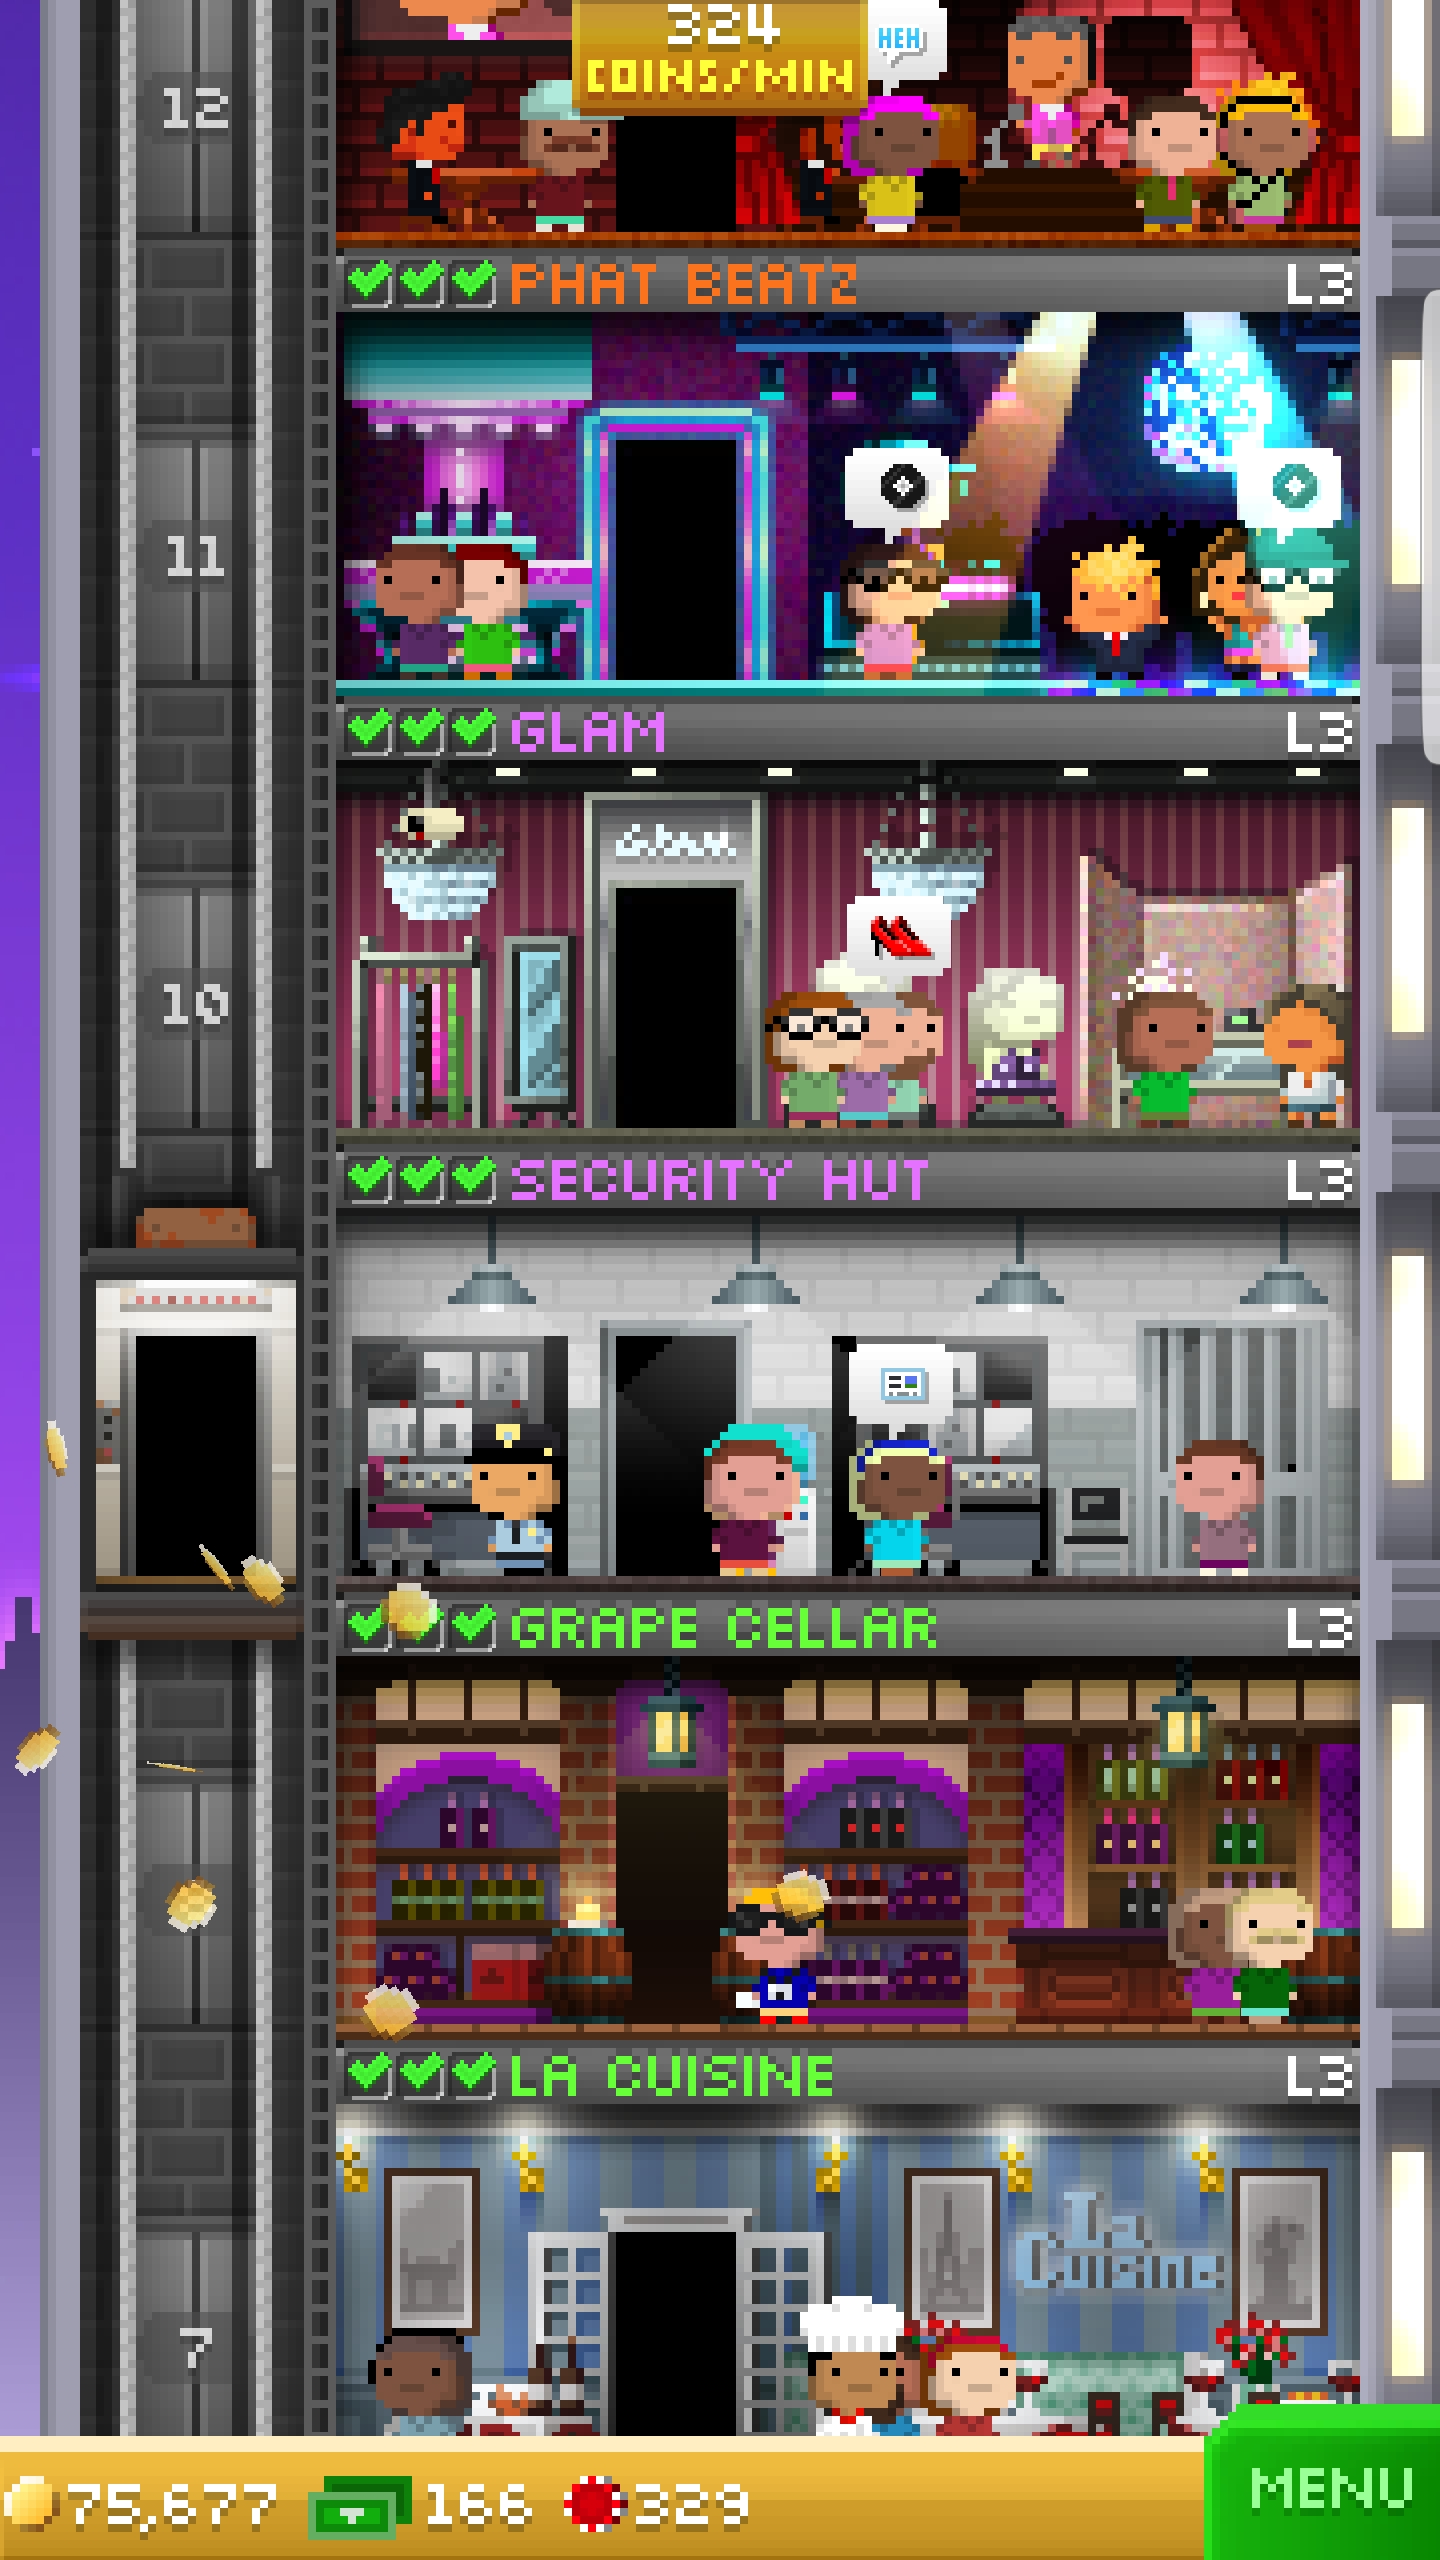 324
COINS/MIN
HEH
12
PHAT BEATZ L3
11
GLAM L3
Glam
10
SECURITY HUT L3
GRAPE CELLAR L3
LA CUISINE L3
La
Cuisine
7
75,677 166 329
MENU